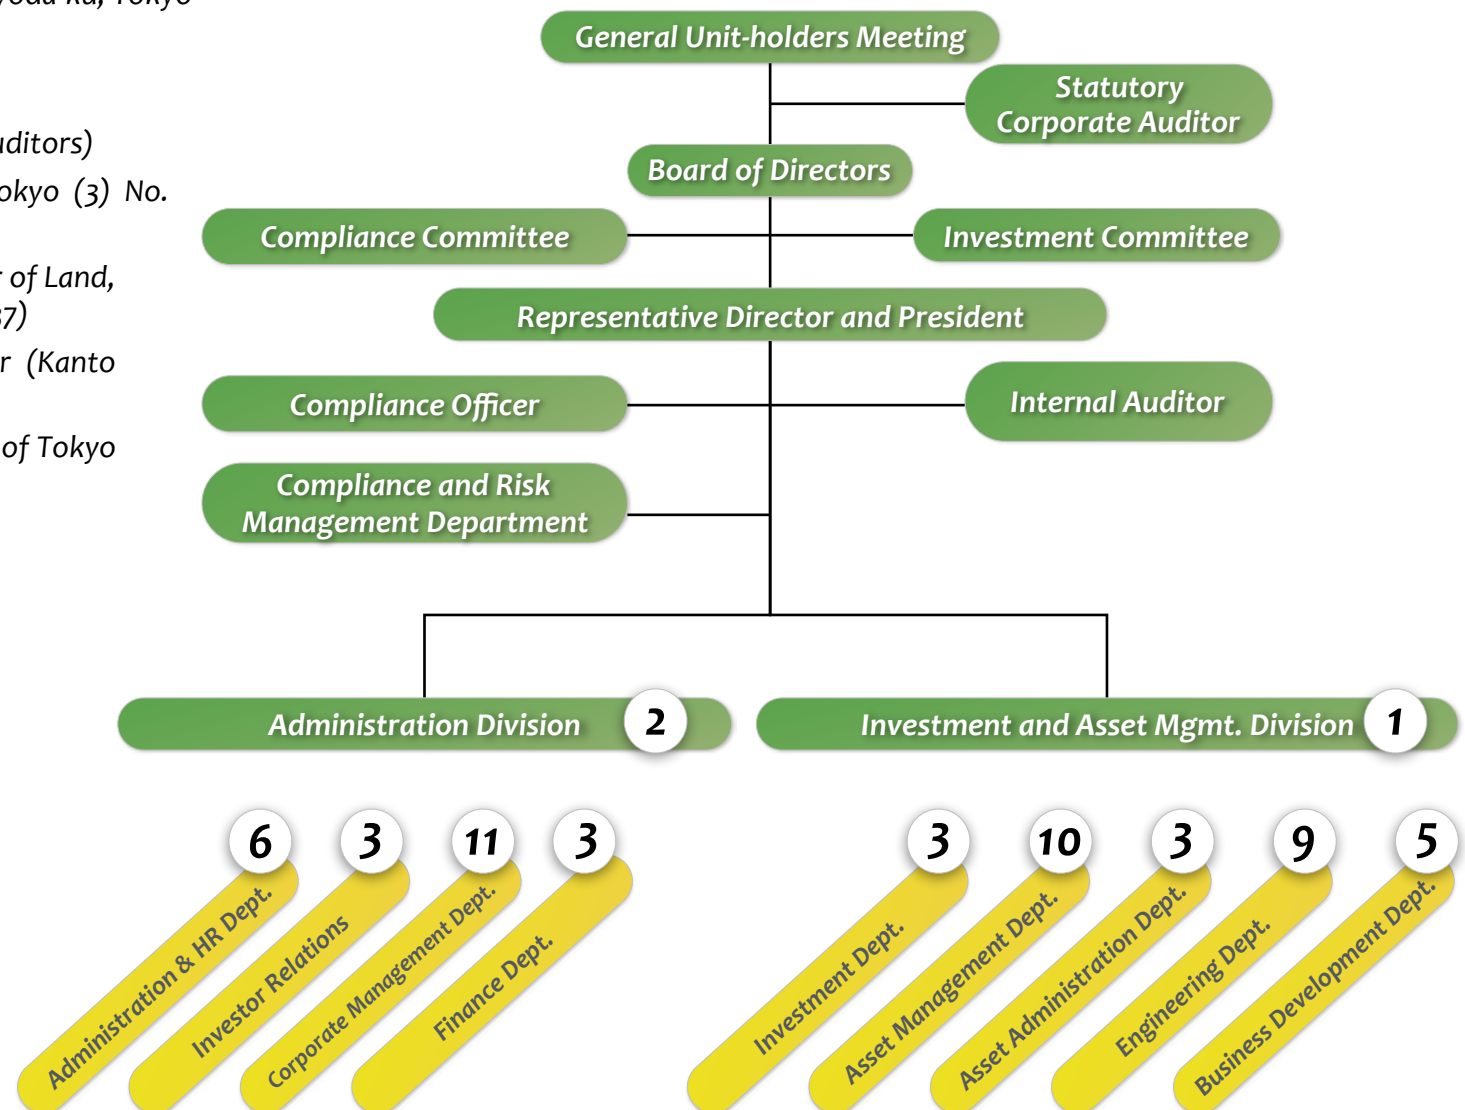 Tokyo
uditors)
okyo (3) No.
of Land,
37)
r (Kanto
of Tokyo
General Unit-holders Meeting
Statutory
Corporate Auditor
Board of Directors
Compliance Committee
Investment Committee
Representative Director and President
Compliance Officer
Internal Auditor
Compliance and Risk
Management Department
Administration Division 2
Investment and Asset Mgmt. Division 1
6
Administration & HR Dept.
3
Investor Relations
11
Corporate Management Dept.
3
Finance Dept.
3
Investment Dept.
10
Asset Management Dept.
3
Asset Administration Dept.
9
Engineering Dept.
5
Business Development Dept.